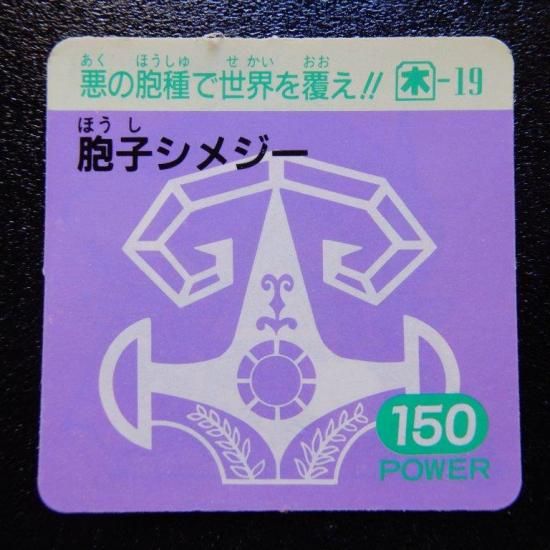 あく ほうしゅ せかい おお
悪の胞種で世界を覆え!! 木-19
ほうし
胞子シメジー
150
POWER